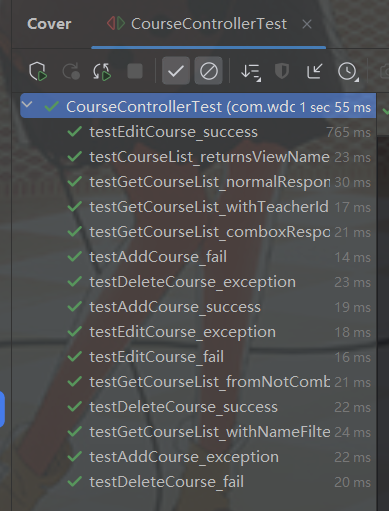 Cover CourseControllerTest
CourseControllerTest (com.wdc 1 sec 55 ms
testEditCourse_success 765 ms
testCourseList_returnsViewName 23 ms
testGetCourseList_normalRespon 30 ms
testGetCourseList_withTeacherId 17 ms
testGetCourseList_comboxRespo 21 ms
testAddCourse_fail 14 ms
testDeleteCourse_exception 23 ms
testAddCourse_success 19 ms
testEditCourse_exception 18 ms
testEditCourse_fail 16 ms
testGetCourseList_fromNotComb 21 ms
testDeleteCourse_success 22 ms
testGetCourseList_withNameFilte 24 ms
testAddCourse_exception 22 ms
testDeleteCourse_fail 20 ms